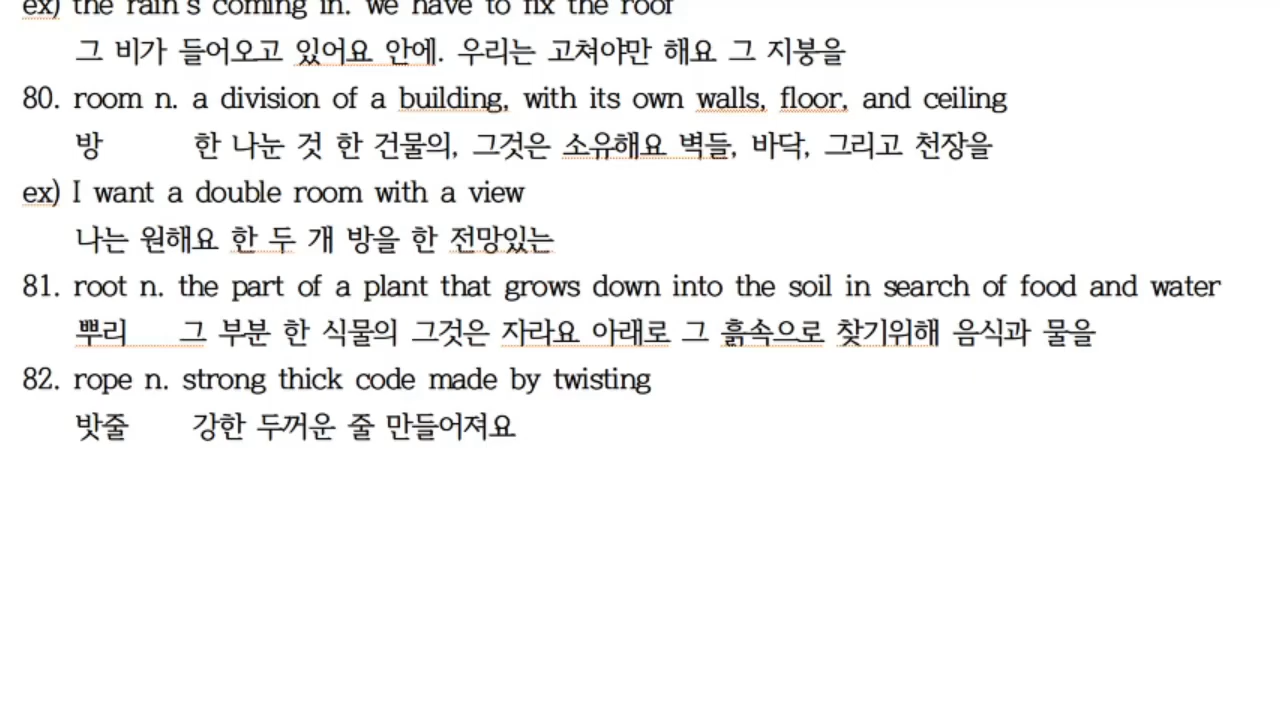 ex) the rain's coming in. we have to fix the roof
그 비가 들어오고 있어요 안에. 우리는 고쳐야만 해요 그 지붕을
80. room n. a division of a building, with its own walls, floor, and ceiling
방 한 나눈 것 한 건물의, 그것은 소유해요 벽들, 바닥, 그리고 천장을
ex) I want a double room with a view
나는 원해요 한 두 개 방을 한 전망있는
81. root n. the part of a plant that grows down into the soil in search of food and water
뿌리 그 부분 한 식물의 그것은 자라요 아래로 그 흙속으로 찾기위해 음식과 물을
82. rope n. strong thick code made by twisting
밧줄 강한 두꺼운 줄 만들어져요